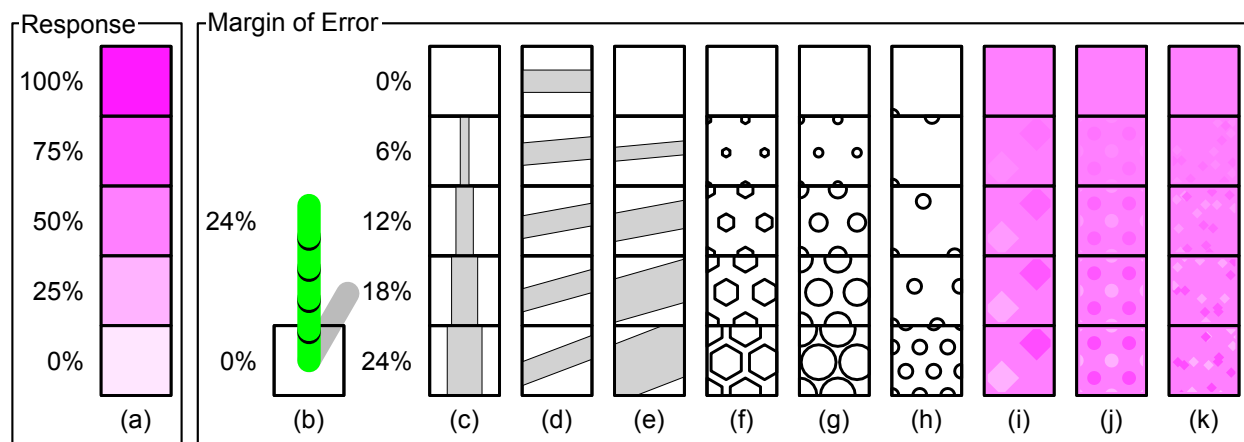 Response
Margin of Error
100%
75%
50%
25%
0%
24%
0%
0%
6%
12%
18%
24%
(a)
(b)
(c)
(d)
(e)
(f)
(g)
(h)
(i)
(j)
(k)